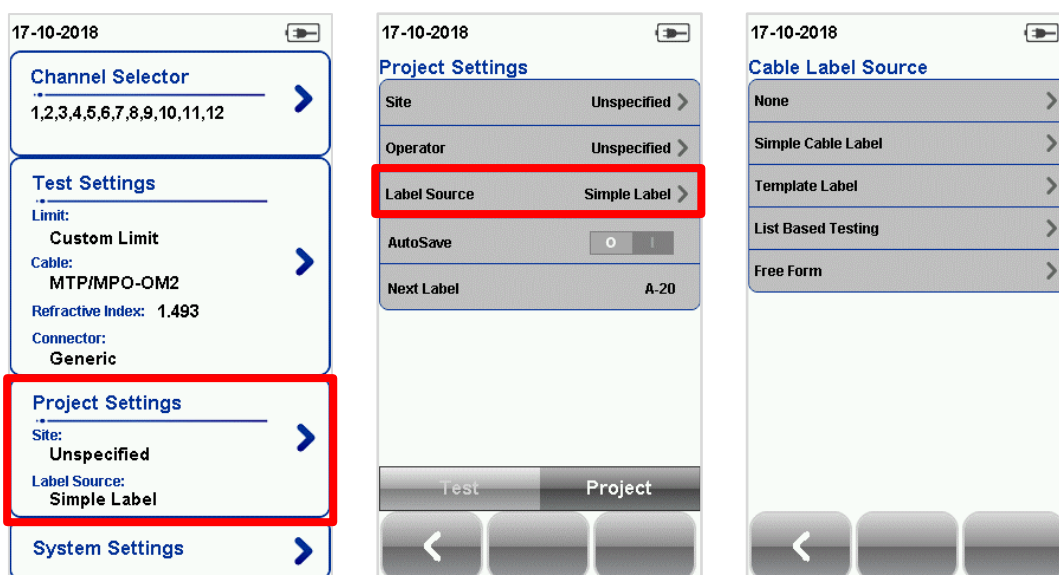 17-10-2018
Channel Selector
1,2,3,4,5,6,7,8,9,10,11,12
Test Settings
Limit:
Custom Limit
Cable:
MTP/MPO-OM2
Refractive Index: 1.493
Connector:
Generic
Project Settings
Site:
Unspecified
Label Source:
Simple Label
System Settings
17-10-2018
Project Settings
Site Unspecified
Operator Unspecified
Label Source Simple Label
AutoSave O I
Next Label A-20
Test Project
17-10-2018
Cable Label Source
None
Simple Cable Label
Template Label
List Based Testing
Free Form